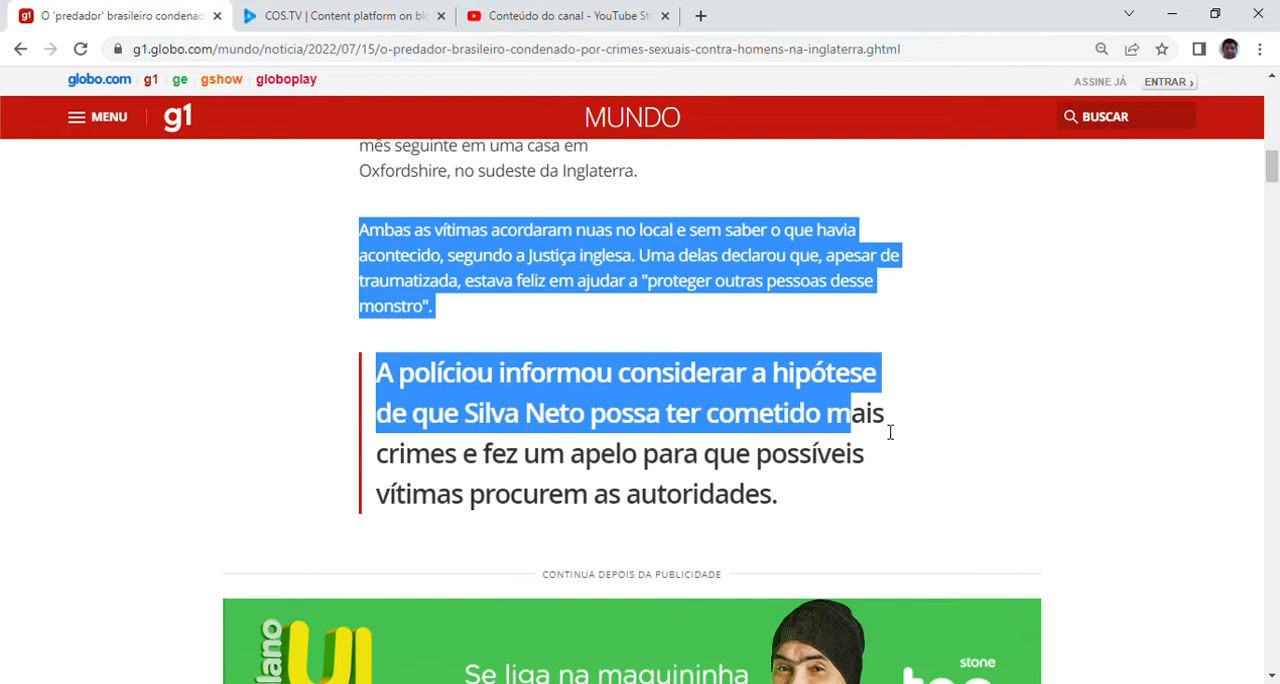 O 'predador' brasileiro condenad
COS.TV | Content platform on bl
Conteúdo do canal - YouTube St
g1.globo.com/mundo/noticia/2022/07/15/o-predador-brasileiro-condenado-por-crimes-sexuais-contra-homens-na-inglaterra.ghtml
globo.com g1 ge gshow globoplay
ASSINE JÁ ENTRAR ›
MENU g1 MUNDO BUSCAR
mês seguinte em uma casa em
Oxfordshire, no sudeste da Inglaterra.
Ambas as vítimas acordaram nuas no local e sem saber o que havia
acontecido, segundo a Justiça inglesa. Uma delas declarou que, apesar de
traumatizada, estava feliz em ajudar a "proteger outras pessoas desse
monstro".
A políciou informou considerar a hipótese
de que Silva Neto possa ter cometido mais
crimes e fez um apelo para que possíveis
vítimas procurem as autoridades.
CONTINUA DEPOIS DA PUBLICIDADE
Se liga na maquininha
stone